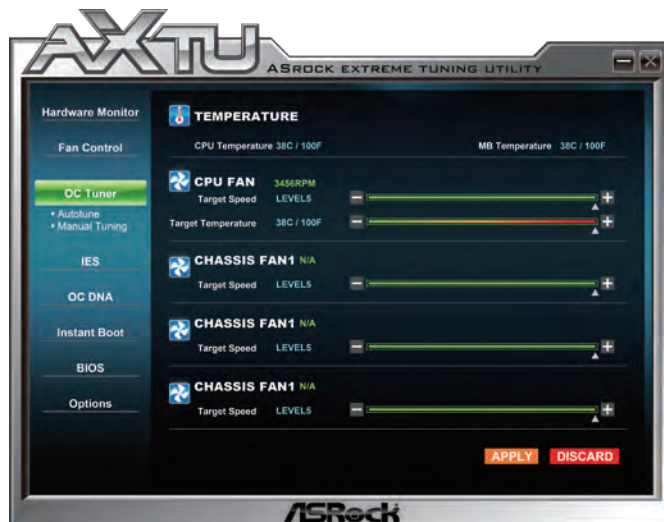 AXTU
ASROCK EXTREME TUNING UTILITY
Hardware Monitor
Fan Control
OC Tuner
• Autotune
• Manual Tuning
IES
OC DNA
Instant Boot
BIOS
Options
TEMPERATURE
CPU Temperature 38C / 100F
MB Temperature 38C / 100F
CPU FAN 3456RPM
Target Speed LEVEL5
Target Temperature 38C / 100F
CHASSIS FAN1 N/A
Target Speed LEVEL5
CHASSIS FAN1 N/A
Target Speed LEVEL5
CHASSIS FAN1 N/A
Target Speed LEVEL5
APPLY DISCARD
ASRock